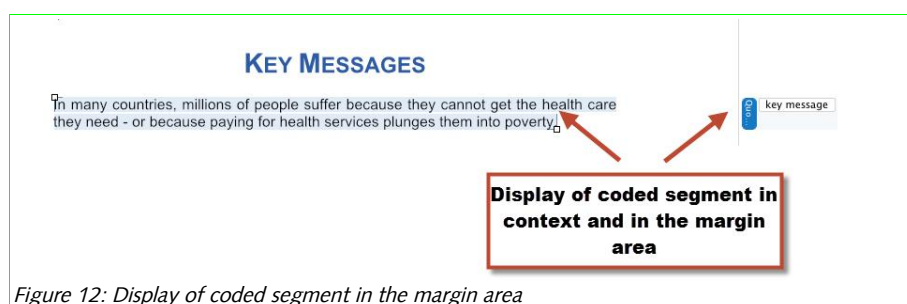 KEY MESSAGES
In many countries, millions of people suffer because they cannot get the health care
they need - or because paying for health services plunges them into poverty.
Quo...
key message
Display of coded segment in
context and in the margin
area
Figure 12: Display of coded segment in the margin area